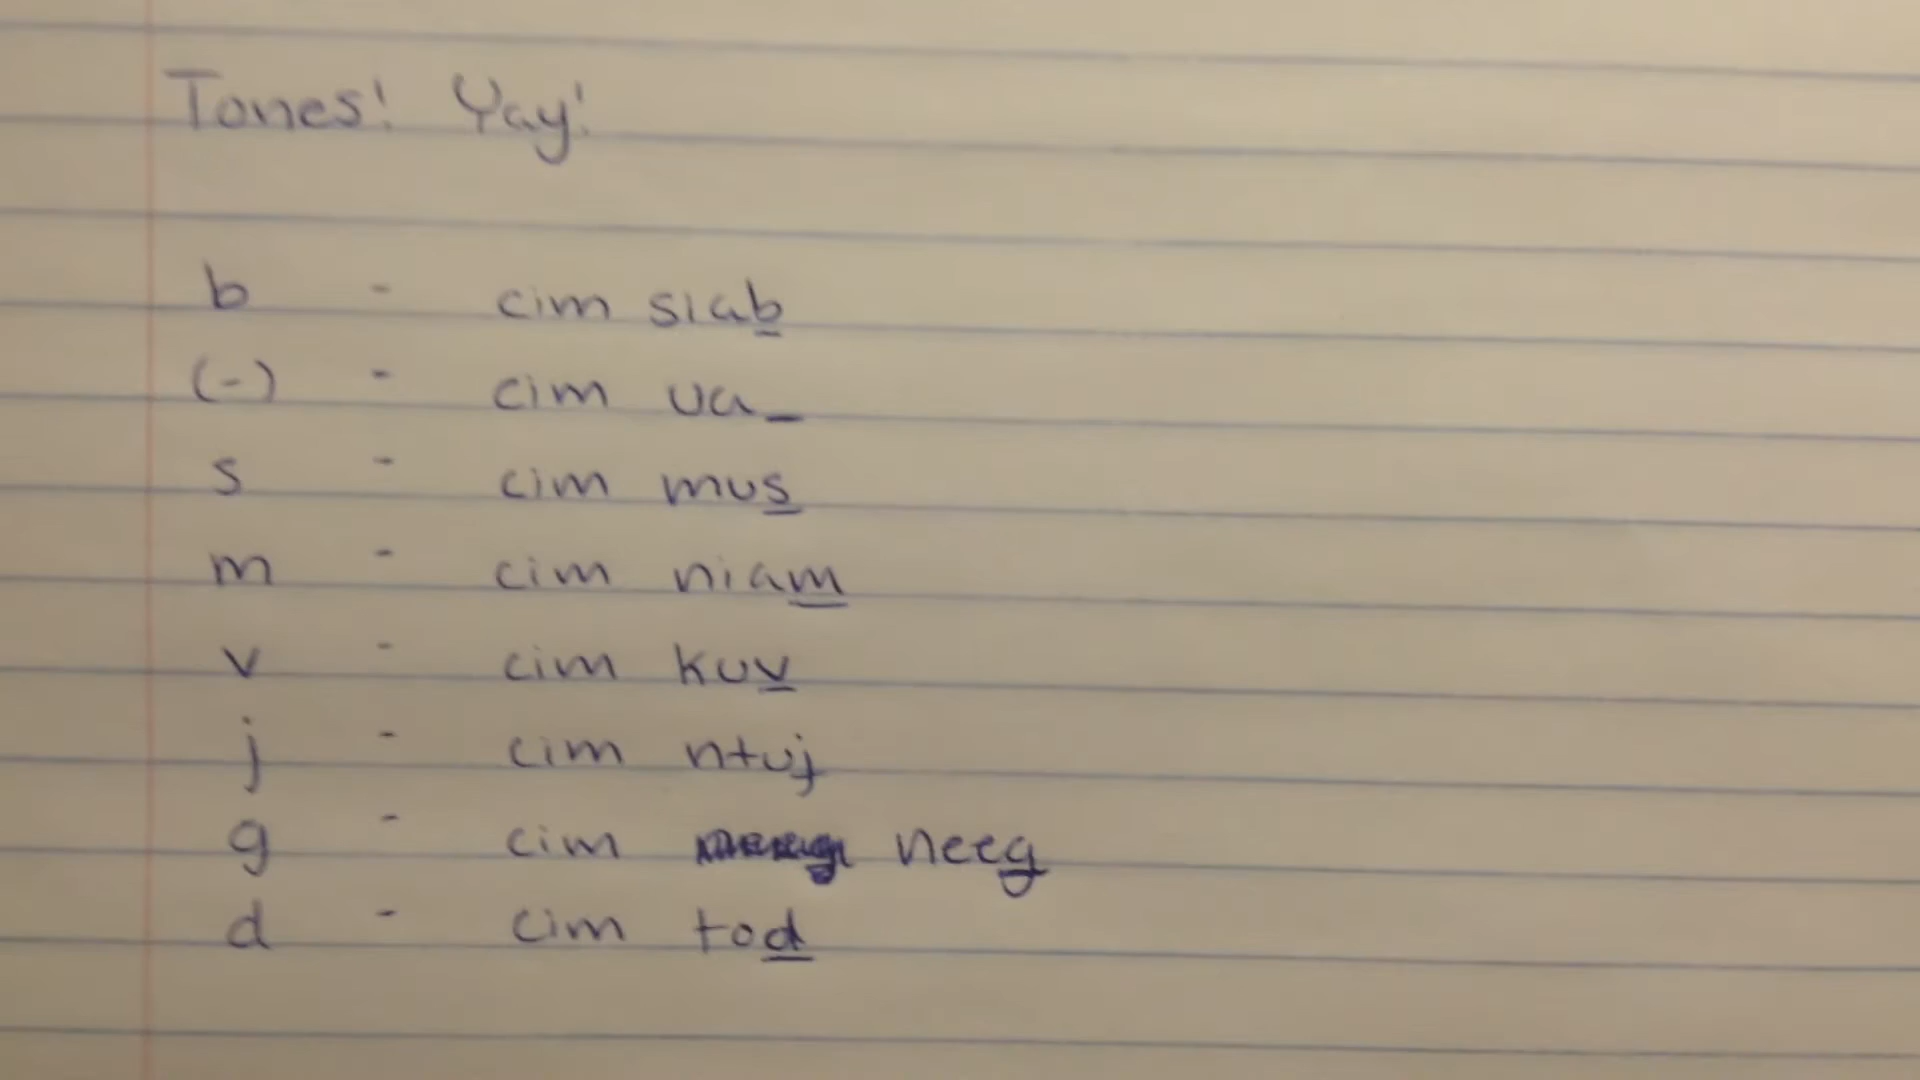 Tones! Yay!
b - cim siab
(-) - cim ua_
s - cim mus
m - cim niam
v - cim kuv
j - cim ntuj
g - cim neeg
d - cim tod